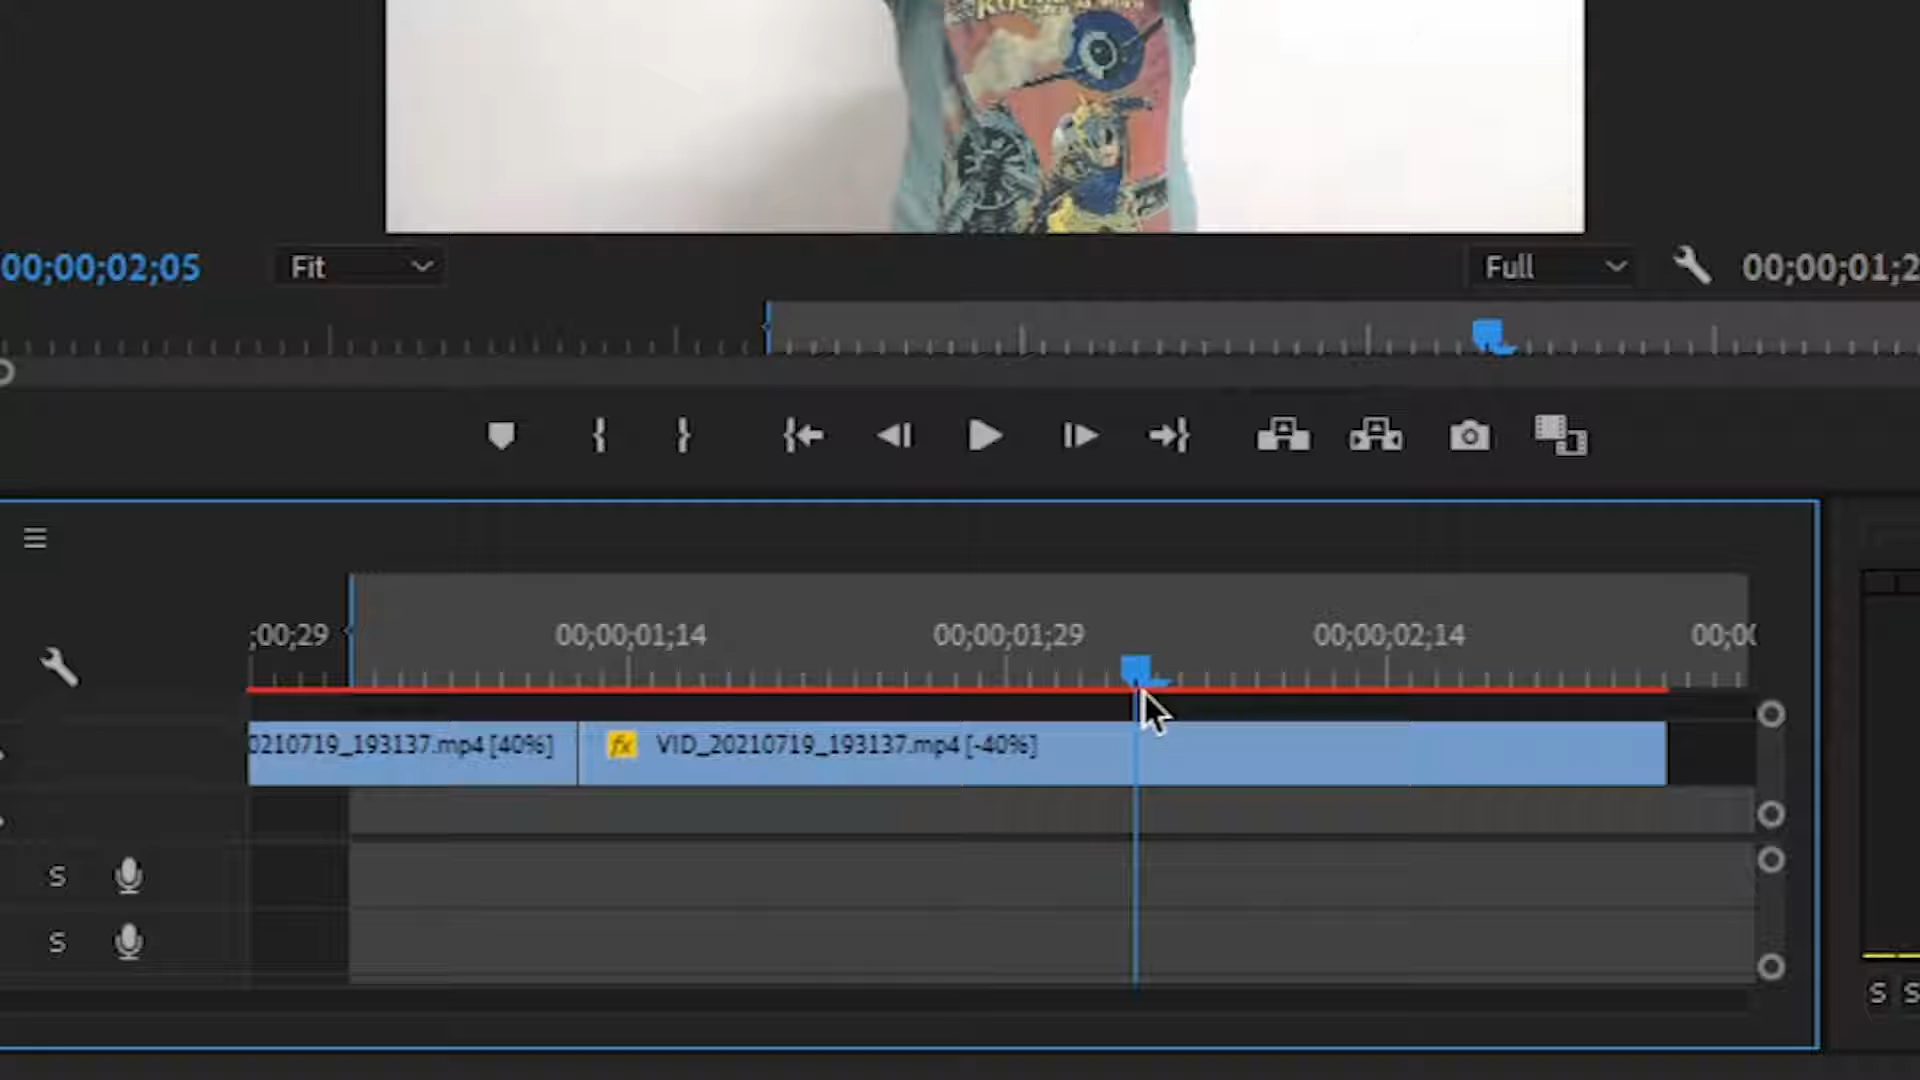 00;00;02;05 Fit Full 00;00;01;2
;00;29 00;00;01;14 00;00;01;29 00;00;02;14 00;0
0210719_193137.mp4 [40%] fx VID_20210719_193137.mp4 [-40%]
S
S
S S